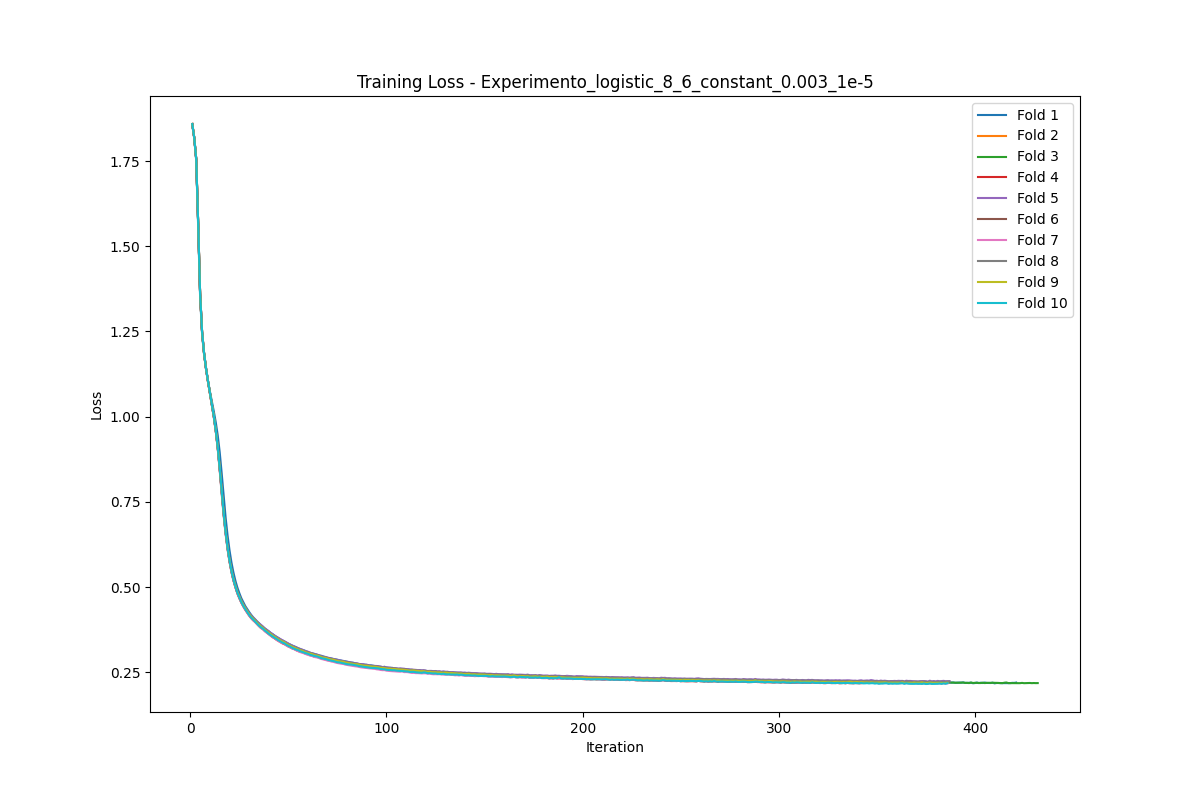 Training Loss - Experimento_logistic_8_6_constant_0.003_1e-5
Fold 1
Fold 2
Fold 3
Fold 4
Fold 5
Fold 6
Fold 7
Fold 8
Fold 9
Fold 10
1.75
1.50
1.25
1.00
0.75
0.50
0.25
Loss
0
100
200
300
400
Iteration